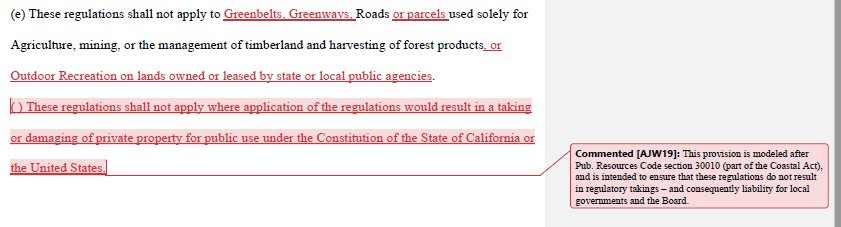 (e) These regulations shall not apply to Greenbelts, Greenways, Roads or parcels used solely for
Agriculture, mining, or the management of timberland and harvesting of forest products, or
Outdoor Recreation on lands owned or leased by state or local public agencies.
( ) These regulations shall not apply where application of the regulations would result in a taking
or damaging of private property for public use under the Constitution of the State of California or
the United States.
Commented [AJW19]: This provision is modeled after
Pub. Resources Code section 30010 (part of the Coastal Act),
and is intended to ensure that these regulations do not result
in regulatory takings – and consequently liability for local
governments and the Board.